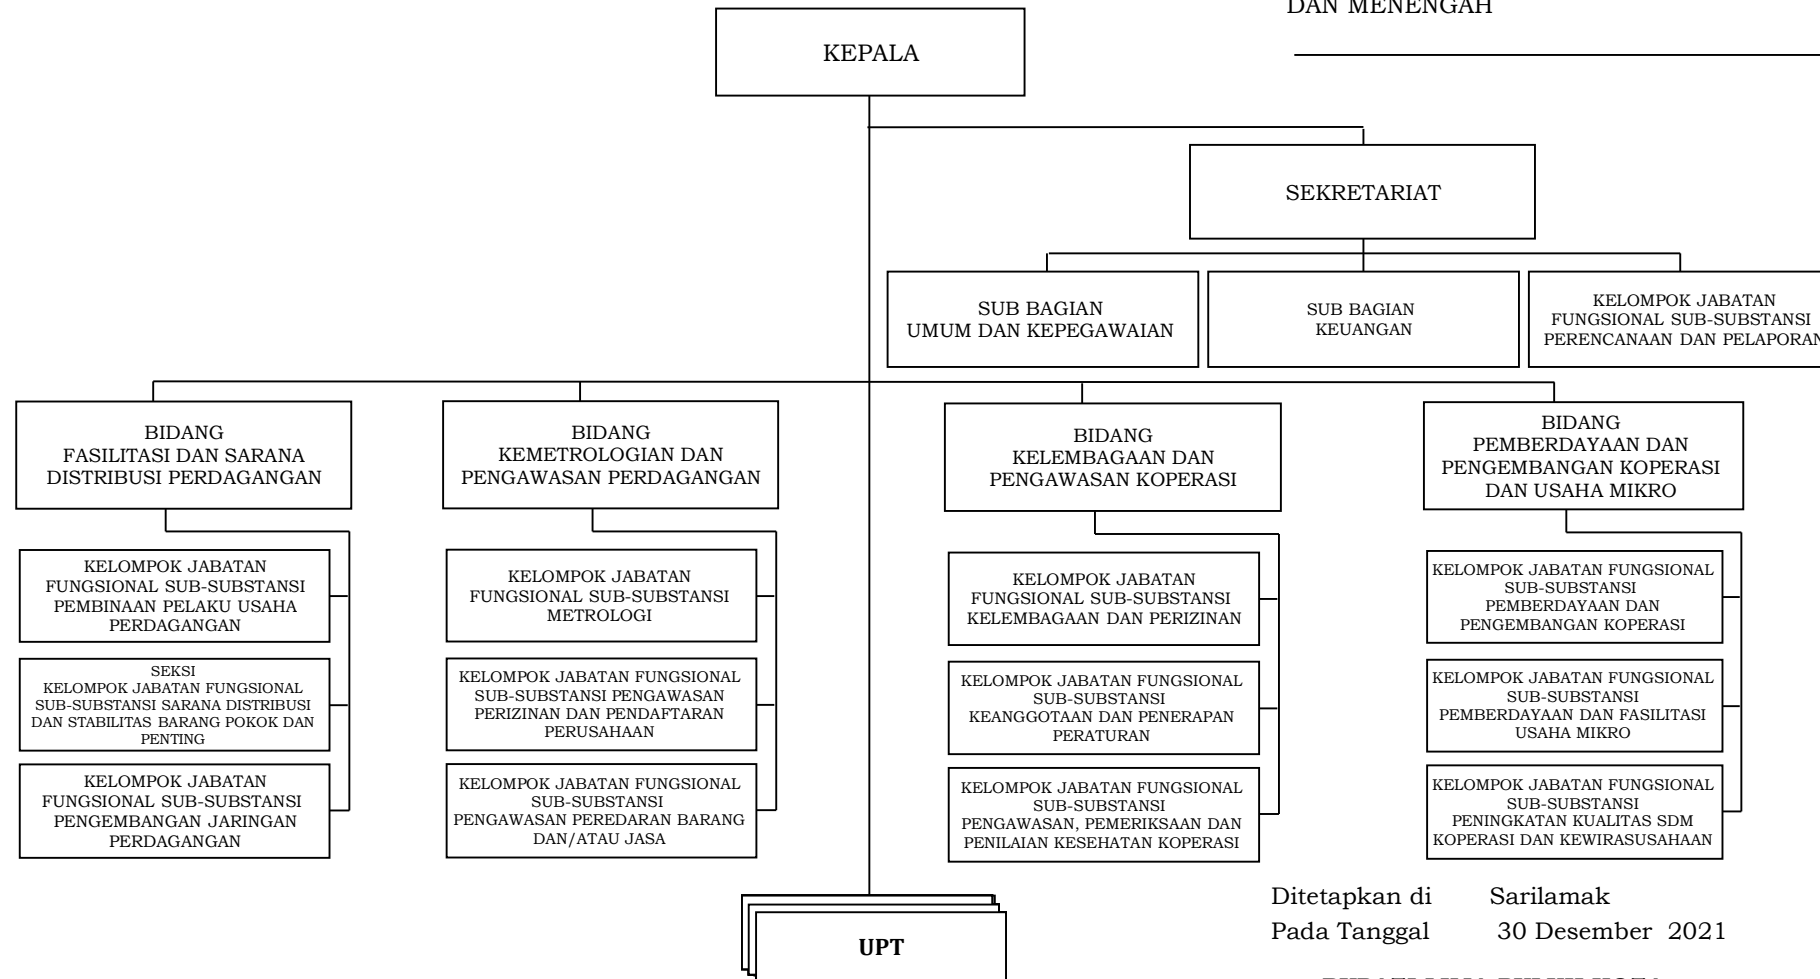 DAN MENENGAH
KEPALA
SEKRETARIAT
SUB BAGIAN
UMUM DAN KEPEGAWAIAN
SUB BAGIAN
KEUANGAN
KELOMPOK JABATAN
FUNGSIONAL SUB-SUBSTANSI
PERENCANAAN DAN PELAPORAN
BIDANG
FASILITASI DAN SARANA
DISTRIBUSI PERDAGANGAN
BIDANG
KEMETROLOGIAN DAN
PENGAWASAN PERDAGANGAN
BIDANG
KELEMBAGAAN DAN
PENGAWASAN KOPERASI
BIDANG
PEMBERDAYAAN DAN
PENGEMBANGAN KOPERASI
DAN USAHA MIKRO
KELOMPOK JABATAN
FUNGSIONAL SUB-SUBSTANSI
PEMBINAAN PELAKU USAHA
PERDAGANGAN
KELOMPOK JABATAN
FUNGSIONAL SUB-SUBSTANSI
METROLOGI
KELOMPOK JABATAN
FUNGSIONAL SUB-SUBSTANSI
KELEMBAGAAN DAN PERIZINAN
KELOMPOK JABATAN FUNGSIONAL
SUB-SUBSTANSI
PEMBERDAYAAN DAN
PENGEMBANGAN KOPERASI
SEKSI
KELOMPOK JABATAN FUNGSIONAL
SUB-SUBSTANSI SARANA DISTRIBUSI
DAN STABILITAS BARANG POKOK DAN
PENTING
KELOMPOK JABATAN FUNGSIONAL
SUB-SUBSTANSI PENGAWASAN
PERIZINAN DAN PENDAFTARAN
PERUSAHAAN
KELOMPOK JABATAN FUNGSIONAL
SUB-SUBSTANSI
KEANGGOTAAN DAN PENERAPAN
PERATURAN
KELOMPOK JABATAN FUNGSIONAL
SUB-SUBSTANSI
PEMBERDAYAAN DAN FASILITASI
USAHA MIKRO
KELOMPOK JABATAN
FUNGSIONAL SUB-SUBSTANSI
PENGEMBANGAN JARINGAN
PERDAGANGAN
KELOMPOK JABATAN FUNGSIONAL
SUB-SUBSTANSI
PENGAWASAN PEREDARAN BARANG
DAN/ATAU JASA
KELOMPOK JABATAN FUNGSIONAL
SUB-SUBSTANSI
PENGAWASAN, PEMERIKSAAN DAN
PENILAIAN KESEHATAN KOPERASI
KELOMPOK JABATAN FUNGSIONAL
SUB-SUBSTANSI
PENINGKATAN KUALITAS SDM
KOPERASI DAN KEWIRASUSAHAAN
Ditetapkan di Sarilamak
Pada Tanggal 30 Desember 2021
UPT